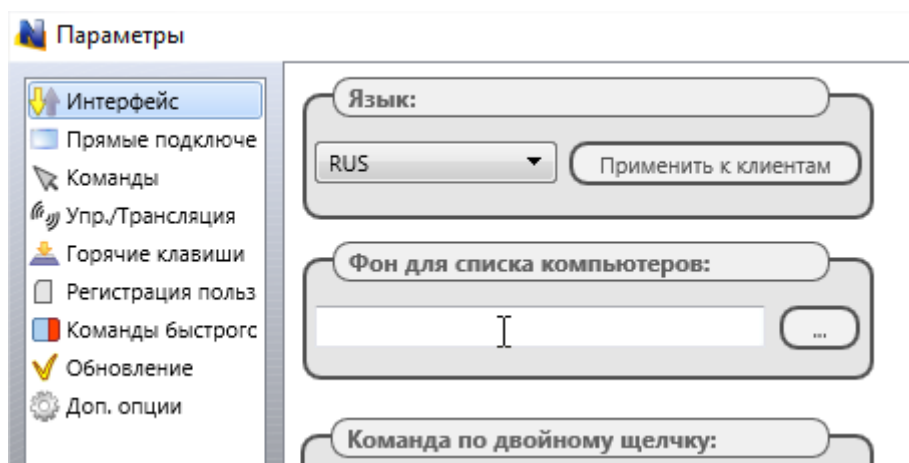 Параметры
Интерфейс
Прямые подключе
Команды
Упр./Трансляция
Горячие клавиши
Регистрация польз
Команды быстрогс
Обновление
Доп. опции
Язык:
RUS
Применить к клиентам
Фон для списка компьютеров:
...
Команда по двойному щелчку: